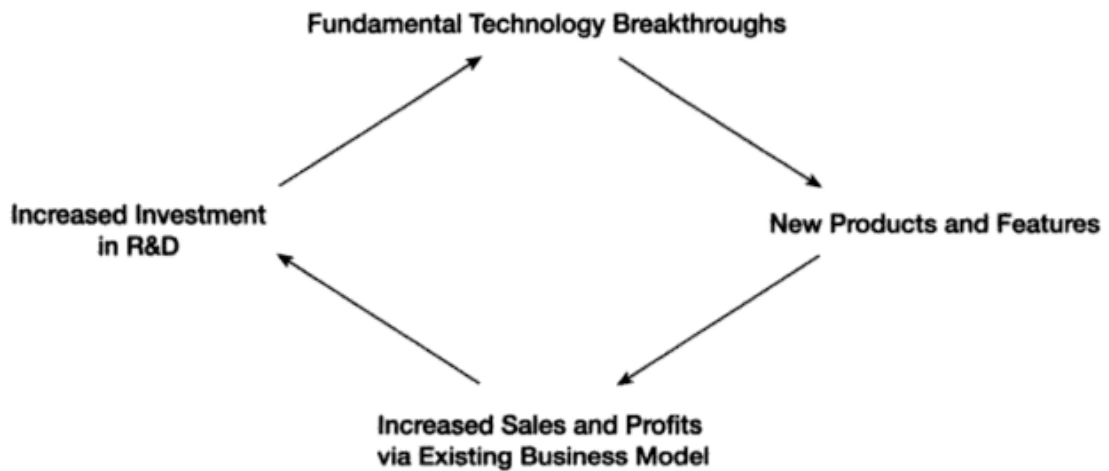 Fundamental Technology Breakthroughs
Increased Investment
in R&D
New Products and Features
Increased Sales and Profits
via Existing Business Model